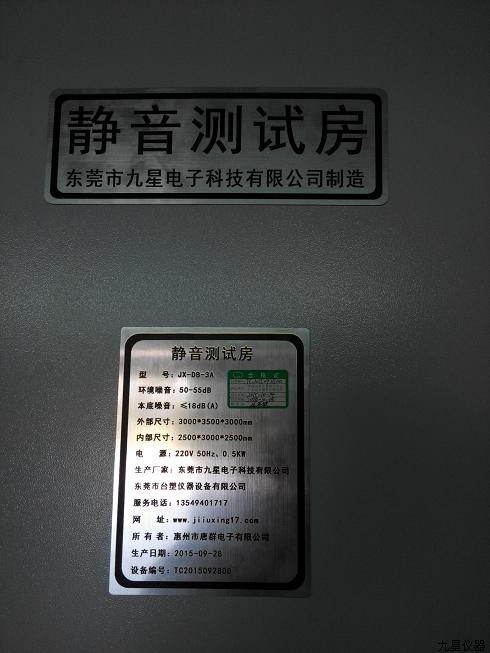 静音测试房
东莞市九星电子科技有限公司制造
静音测试房
型 号：JX-DB-3A
合格
环境噪音：50-55dB
本底噪音：≤18dB(A)
外部尺寸：3000*3500*3000mm
内部尺寸：2500*3000*2500mm
电 源：220V 50Hz、0.5KW
生产厂家：东莞市九星电子科技有限公司
东莞市台塑仪器设备有限公司
服务电话：13549401717
网 址：www.jiiuxing17.com
所 有 者：惠州市唐群电子有限公司
生产日期：2015-09-28
设备编号：TC2015092800
九星仪器